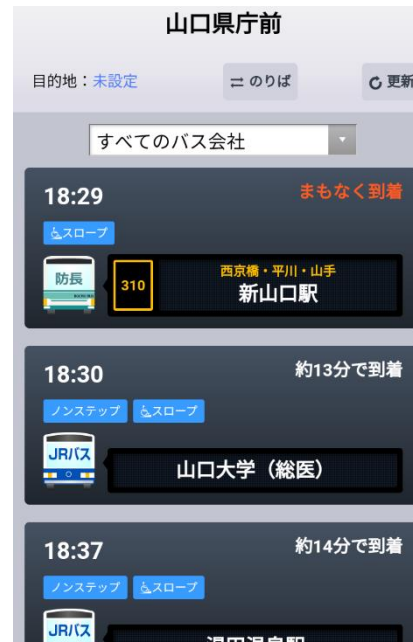 山口県庁前
目的地：未設定
のりば
更新
すべてのバス会社
18:29
まもなく到着
スロープ
防長
310
西京橋・平川・山手
新山口駅
18:30
約13分で到着
ノンステップ スロープ
JRバス
山口大学（総医）
18:37
約14分で到着
ノンステップ スロープ
JRバス
湯田温泉駅